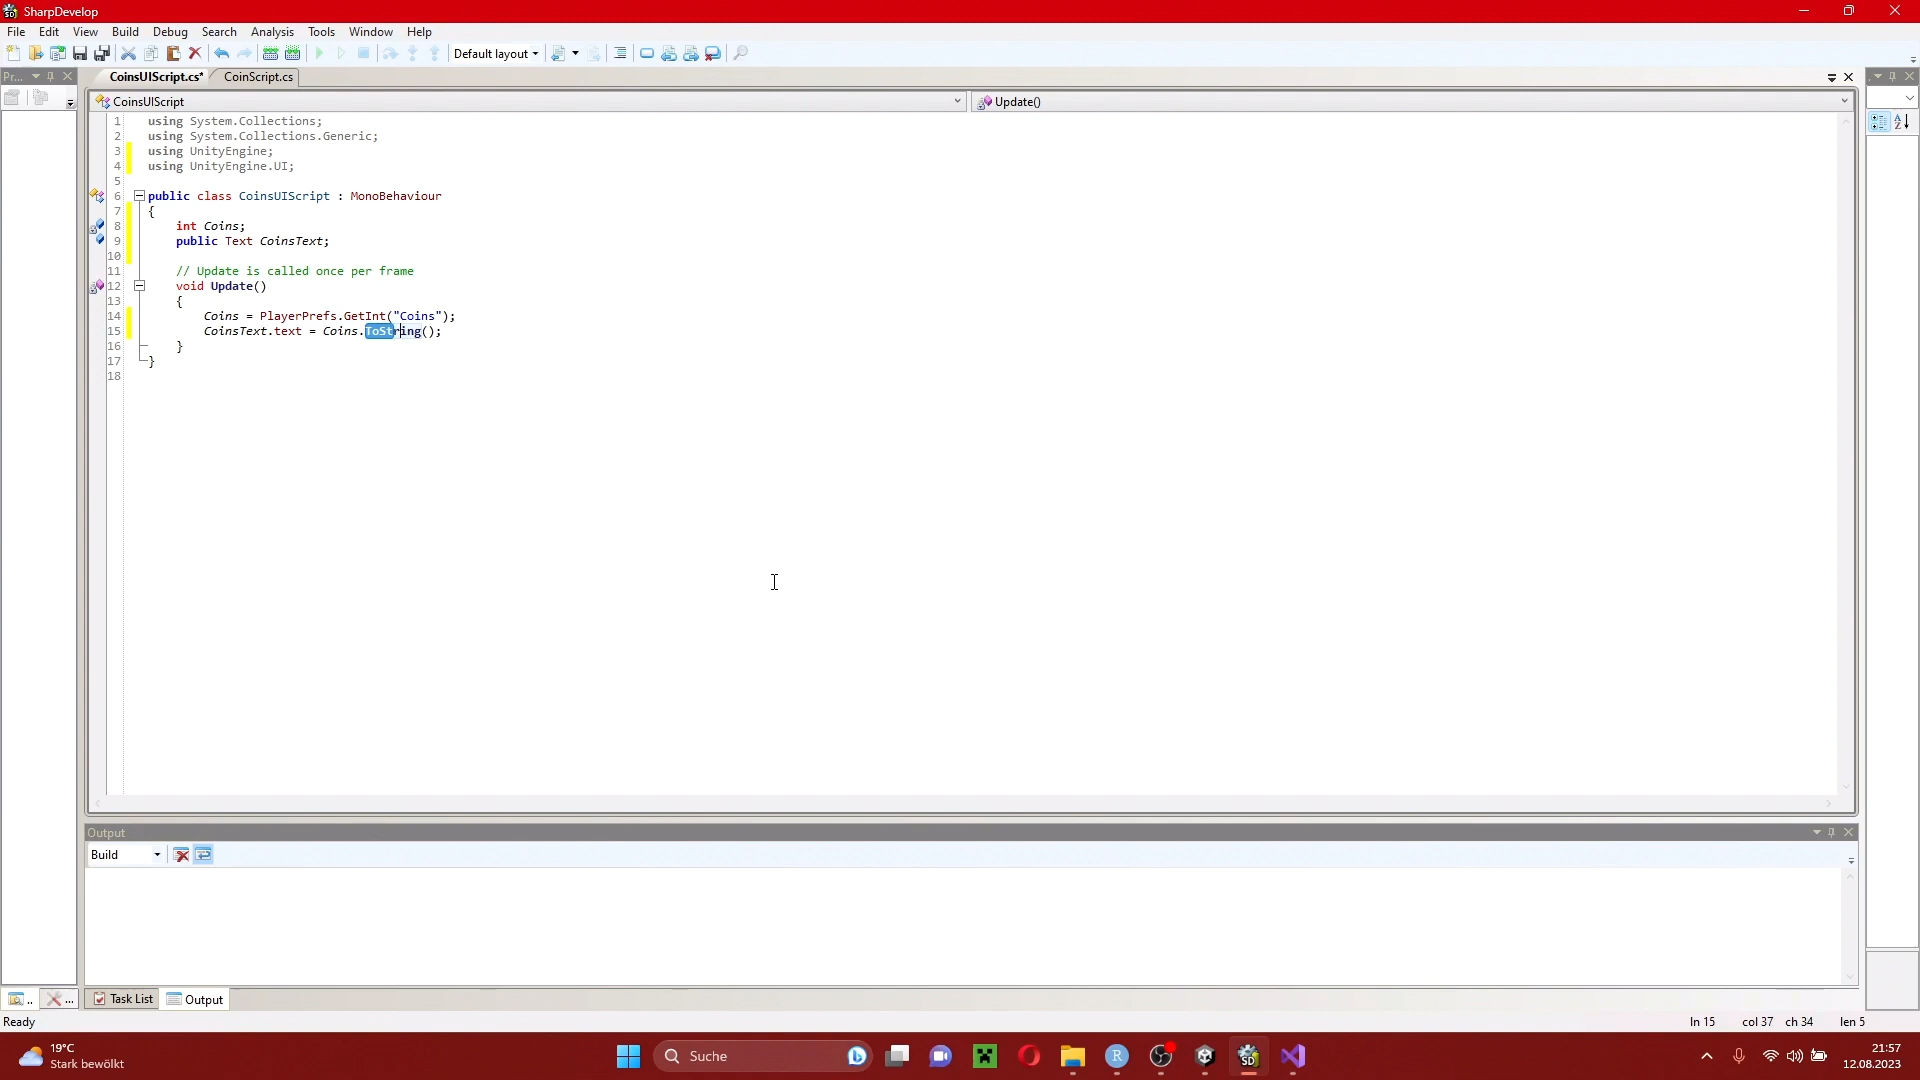 SharpDevelop
File Edit View Build Debug Search Analysis Tools Window Help
Default layout
Pr...
CoinsUIScript.cs* CoinScript.cs
CoinsUIScript Update()
1 using System.Collections;
2 using System.Collections.Generic;
3 using UnityEngine;
4 using UnityEngine.UI;
5
6 public class CoinsUIScript : MonoBehaviour
7 {
8 int Coins;
9 public Text CoinsText;
10
11 // Update is called once per frame
12 void Update()
13 {
14 Coins = PlayerPrefs.GetInt("Coins");
15 CoinsText.text = Coins.ToString();
16 }
17 }
18
Output
Build
Task List Output
Ready ln 15 col 37 ch 34 len 5
19°C
Stark bewölkt
Suche
21:57
12.08.2023